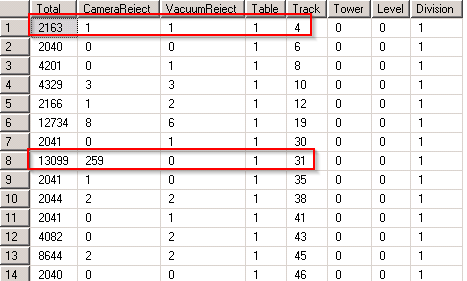 Total CameraReject VacuumReject Table Track Tower Level Division
1 2163 1 1 1 4 0 0 1
2 2040 0 0 1 6 0 0 1
3 4201 0 1 1 8 0 0 1
4 4329 3 3 1 10 0 0 1
5 2166 1 2 1 12 0 0 1
6 12734 8 6 1 19 0 0 1
7 2041 0 1 1 30 0 0 1
8 13099 259 0 1 31 0 0 1
9 2041 1 0 1 35 0 0 1
10 2044 2 2 1 38 0 0 1
11 2041 0 1 1 41 0 0 1
12 4082 0 2 1 43 0 0 1
13 8644 2 2 1 45 0 0 1
14 2040 0 0 1 46 0 0 1